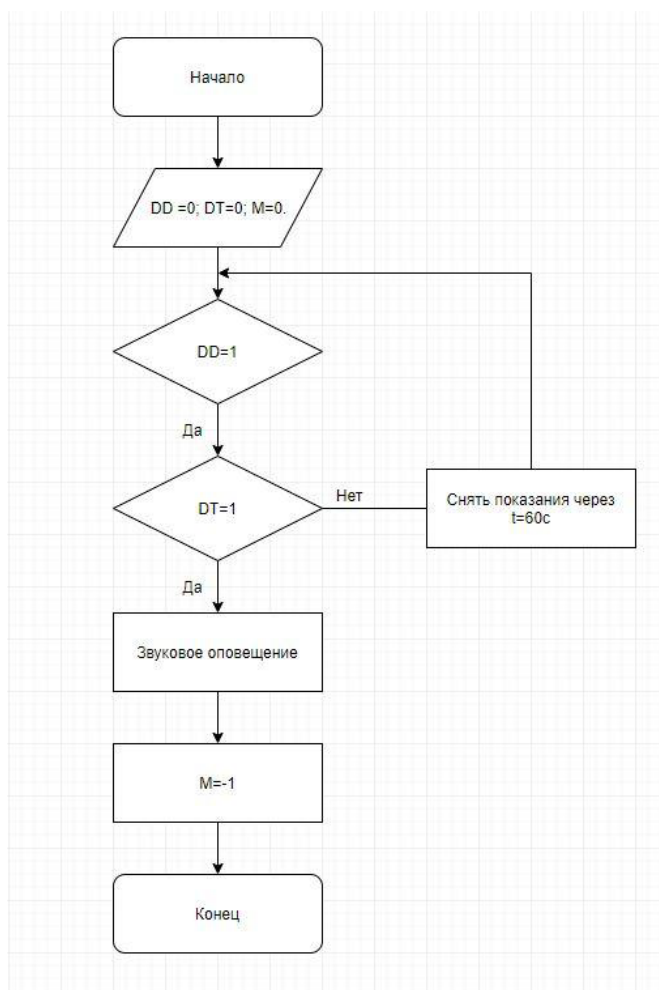 Начало
DD =0; DT=0; M=0.
DD=1
Да
DT=1
Нет
Снять показания через
t=60с
Да
Звуковое оповещение
M=-1
Конец